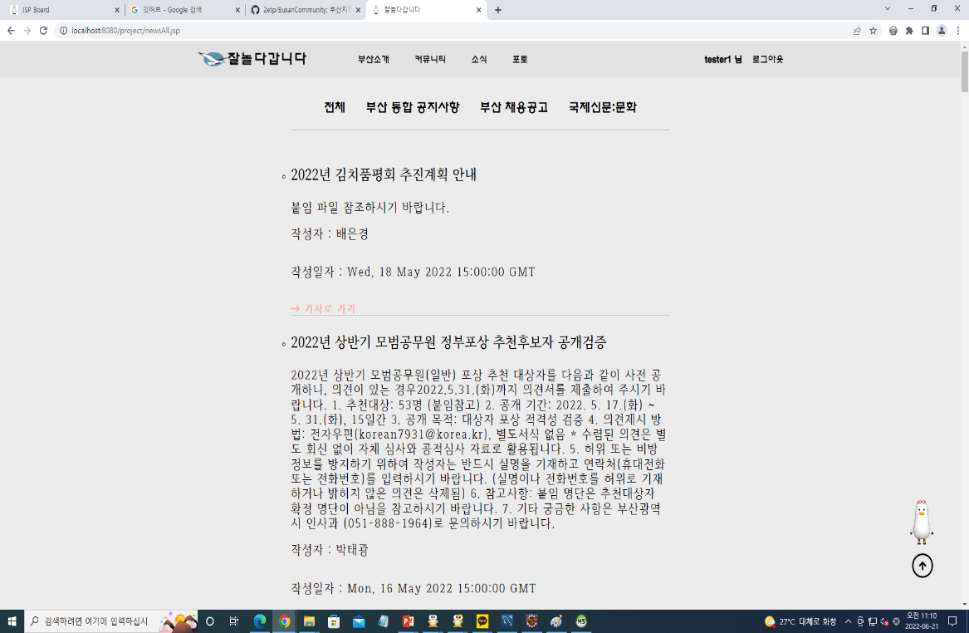 JSP Board
깃허브 - Google 검색
2etp/BusanCommunity: 부산지
잘놀다갑니다
localhost:8080/project/newsAll.jsp
잘놀다갑니다 부산소개 커뮤니티 소식 포토 tester1 님 로그아웃
전체 부산 통합 공지사항 부산 채용공고 국제신문:문화
2022년 김치품평회 추진계획 안내
붙임 파일 참조하시기 바랍니다.
작성자 : 배은경
작성일자 : Wed, 18 May 2022 15:00:00 GMT
→ 기사로 가기
2022년 상반기 모범공무원 정부포상 추천후보자 공개검증
2022년 상반기 모범공무원(일반) 포상 추천 대상자를 다음과 같이 사전 공
개하니, 의견이 있는 경우2022.5.31.(화)까지 의견서를 제출하여 주시기 바
랍니다. 1. 추천대상: 53명 (붙임참고) 2. 공개 기간: 2022. 5. 17.(화) ~
5. 31.(화), 15일간 3. 공개 목적: 대상자 포상 적격성 검증 4. 의견제시 방
법: 전자우편(korean7931@korea.kr), 별도서식 없음 * 수렴된 의견은 별
도 회신 없이 자체 심사와 공적심사 자료로 활용됩니다. 5. 허위 또는 비방
정보를 방지하기 위하여 작성자는 반드시 실명을 기재하고 연락처(휴대전화
또는 전화번호)를 입력하시기 바랍니다. (실명이나 전화번호를 허위로 기재
하거나 밝히지 않은 의견은 삭제됨) 6. 참고사항: 붙임 명단은 추천대상자
확정 명단이 아님을 참고하시기 바랍니다. 7. 기타 궁금한 사항은 부산광역
시 인사과 (051-888-1964)로 문의하시기 바랍니다.
작성자 : 박태광
작성일자 : Mon, 16 May 2022 15:00:00 GMT
검색하려면 여기에 입력하십시
27°C 대체로 화창
오전 11:10
2022-06-21